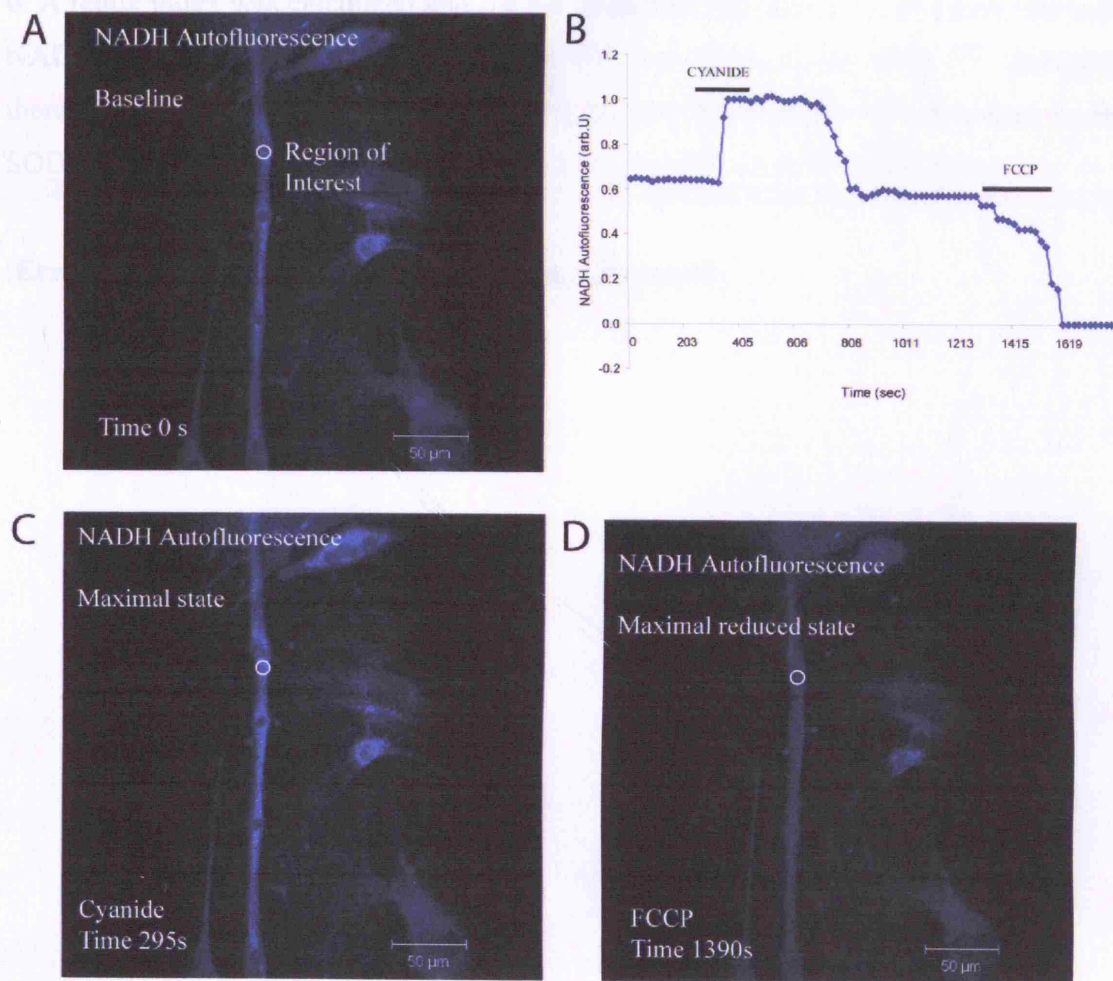 A
NADH Autofluorescence
Baseline
Region of
Interest
Time 0 s
50 µm
B
CYANIDE
FCCP
1.2
1.0
0.8
0.6
0.4
0.2
0.0
-0.2
NADH Autofluorescence (arb.U)
0 203 405 606 808 1011 1213 1415 1619
Time (sec)
C
NADH Autofluorescence
Maximal state
Cyanide
Time 295s
50 µm
D
NADH Autofluorescence
Maximal reduced state
FCCP
Time 1390s
50 µm